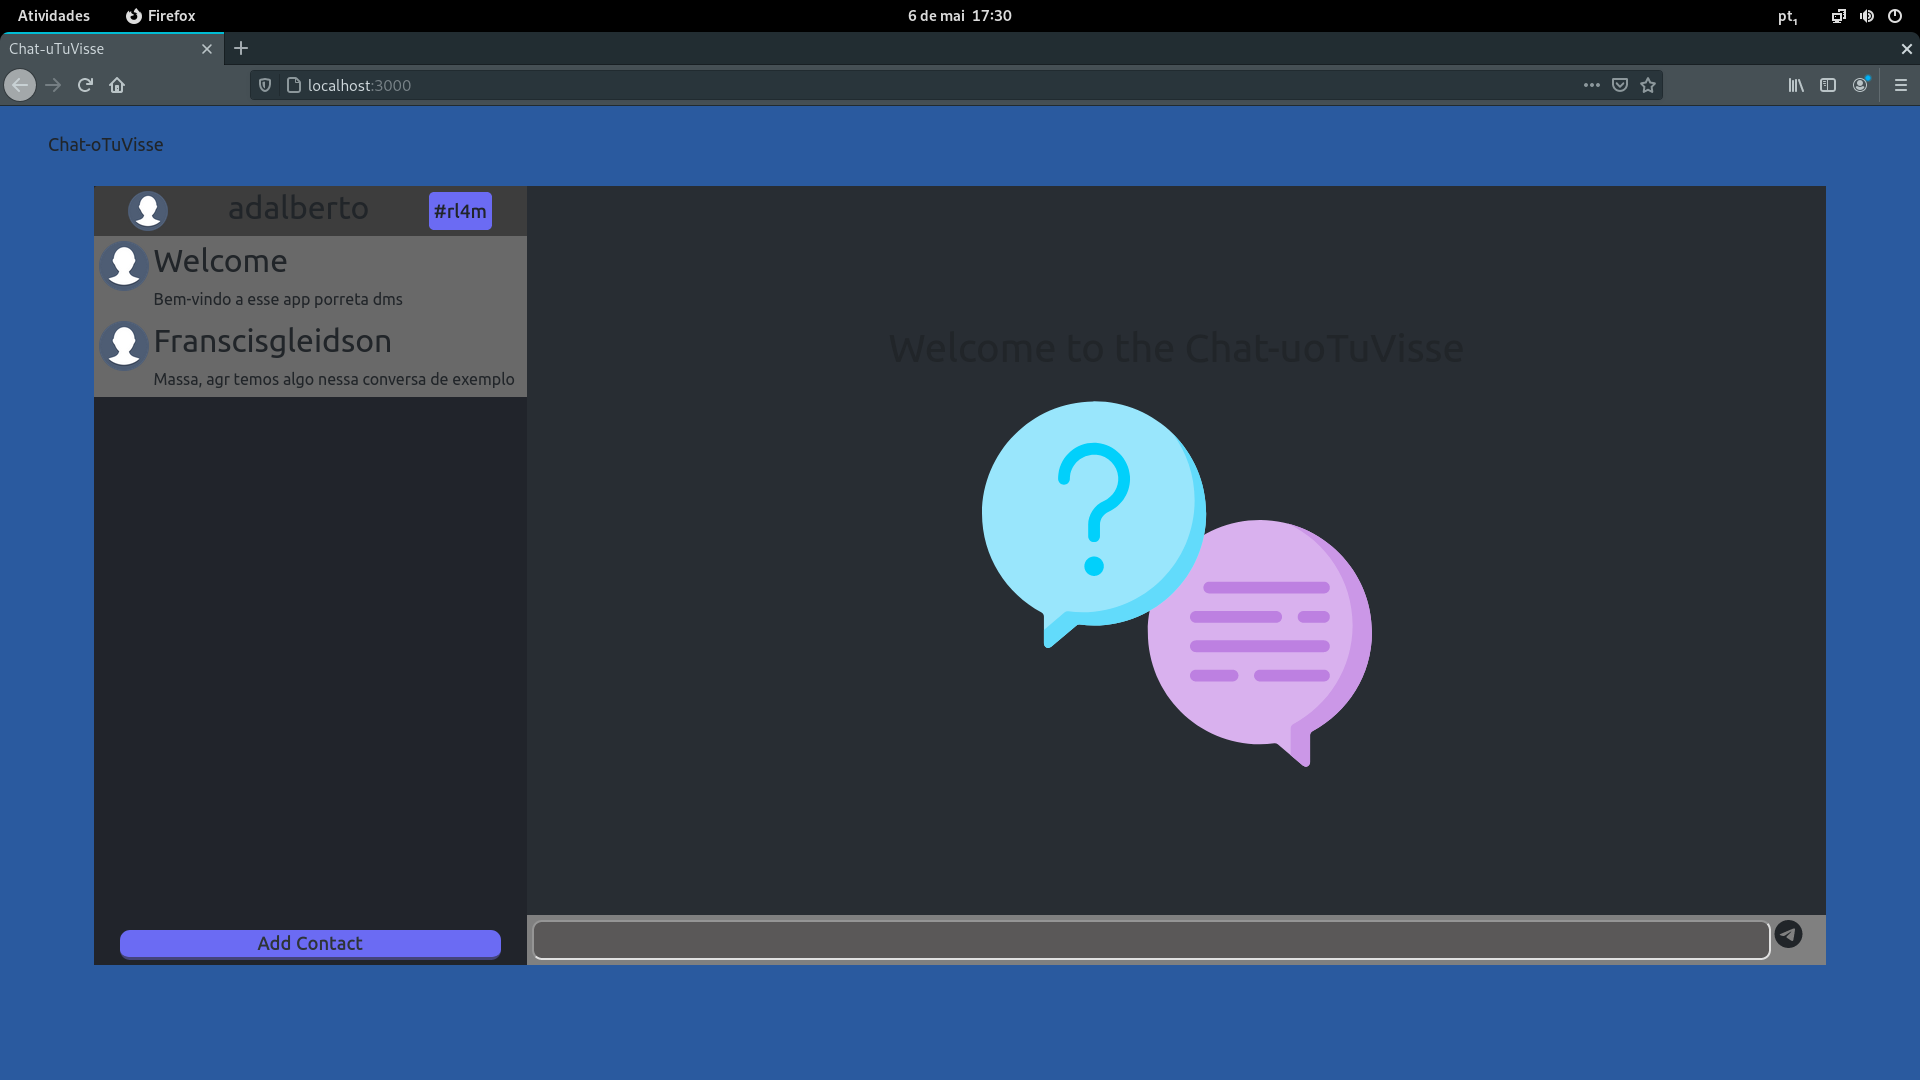 Atividades Firefox 6 de mai 17:30 pt1
Chat-uTuVisse
localhost:3000
Chat-oTuVisse
adalberto #rl4m
Welcome
Bem-vindo a esse app porreta dms
Franscisgleidson
Massa, agr temos algo nessa conversa de exemplo
Welcome to the Chat-uoTuVisse
?
Add Contact